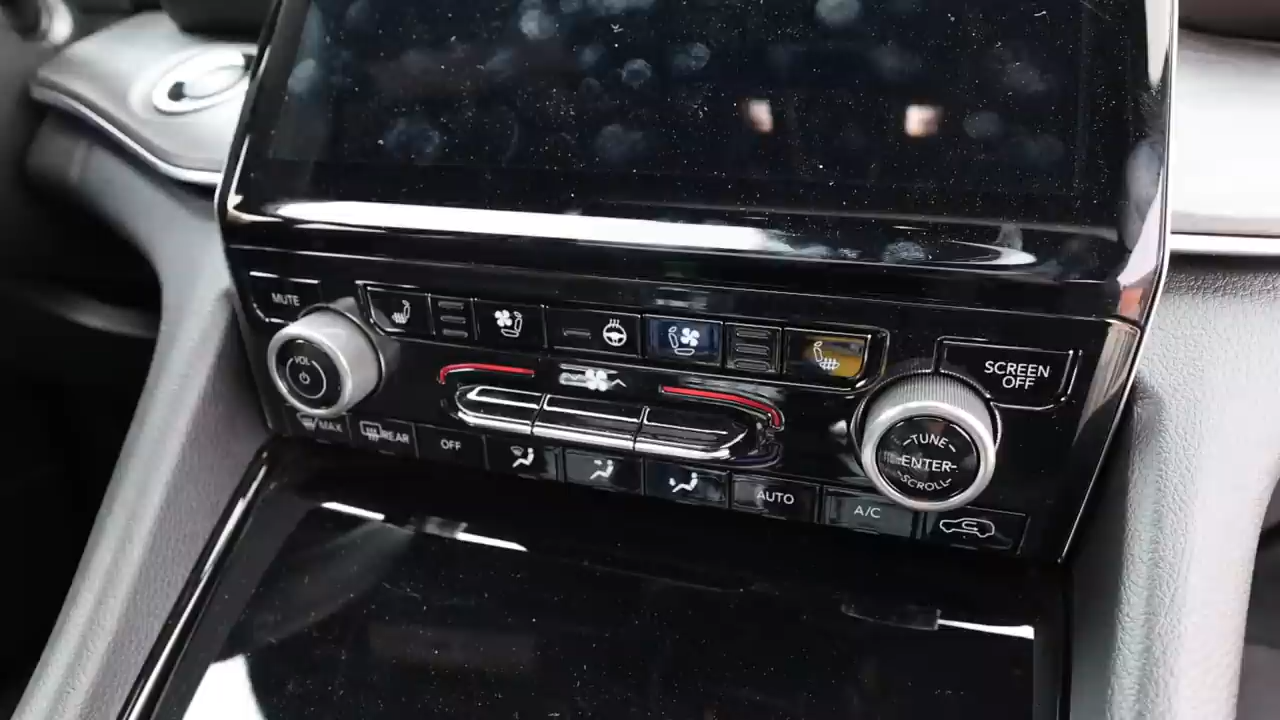 MUTE
VOL
SCREEN
OFF
MAX
REAR
OFF
AUTO
A/C
TUNE
ENTER
SCROLL